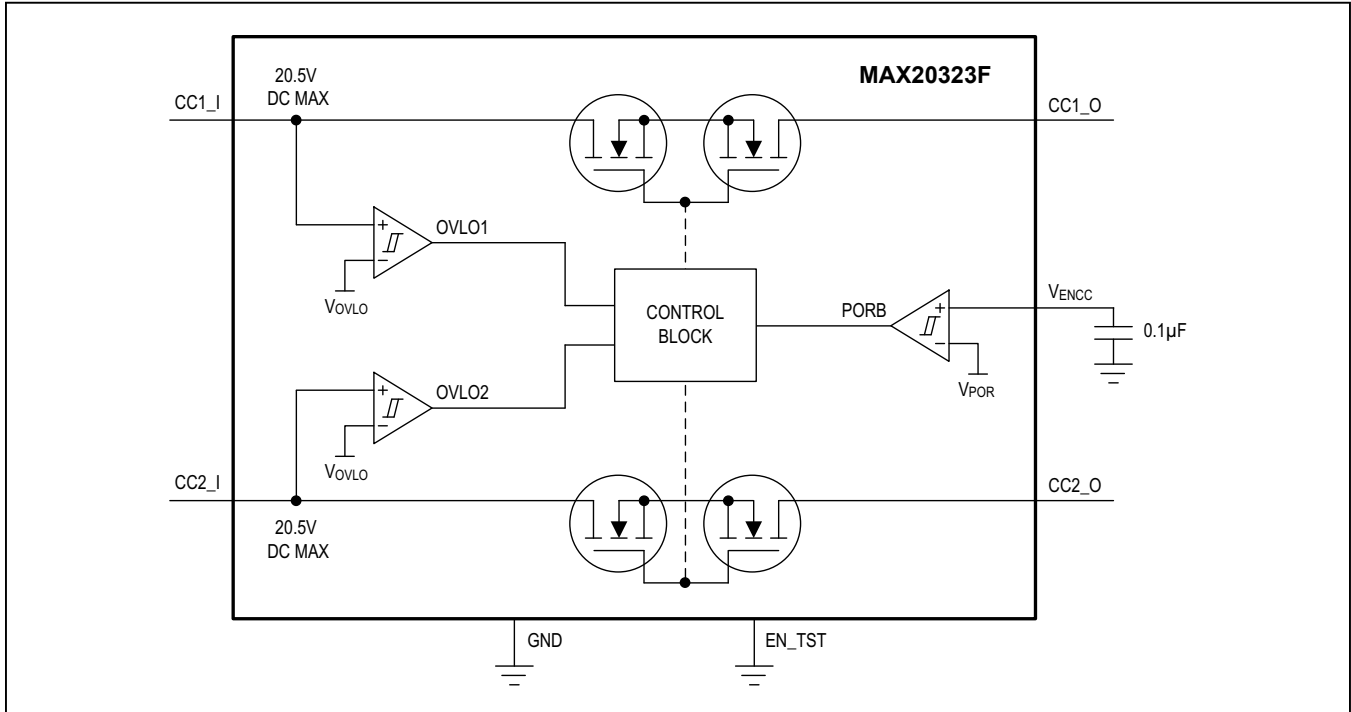 MAX20323F
20.5V
DC MAX
CC1_I
CC1_O
+
−
OVLO1
VOVLO
CONTROL
BLOCK
PORB
+
−
VENCC
0.1µF
VPOR
+
−
OVLO2
VOVLO
CC2_I
CC2_O
20.5V
DC MAX
GND
EN_TST